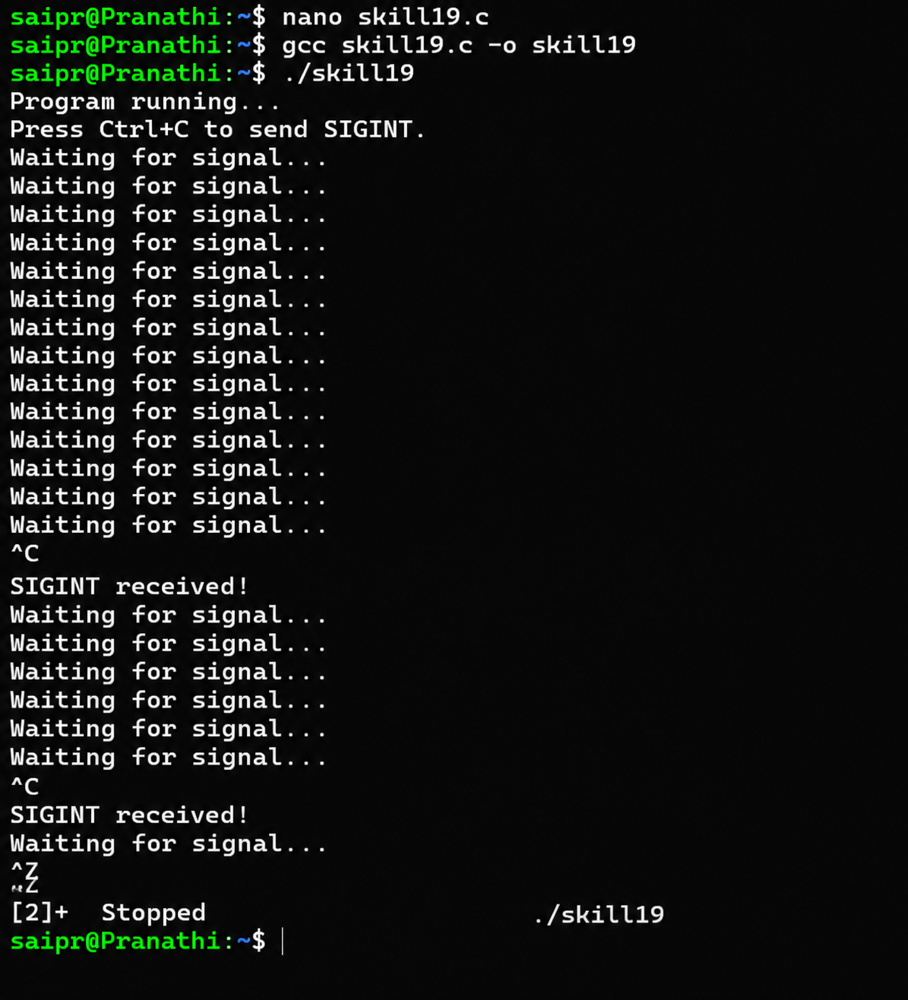 saipr@Pranathi:~$ nano skill19.c
saipr@Pranathi:~$ gcc skill19.c -o skill19
saipr@Pranathi:~$ ./skill19
Program running...
Press Ctrl+C to send SIGINT.
Waiting for signal...
Waiting for signal...
Waiting for signal...
Waiting for signal...
Waiting for signal...
Waiting for signal...
Waiting for signal...
Waiting for signal...
Waiting for signal...
Waiting for signal...
Waiting for signal...
Waiting for signal...
Waiting for signal...
Waiting for signal...
^C
SIGINT received!
Waiting for signal...
Waiting for signal...
Waiting for signal...
Waiting for signal...
Waiting for signal...
Waiting for signal...
^C
SIGINT received!
Waiting for signal...
^Z
[2]+  Stopped                 ./skill19
saipr@Pranathi:~$